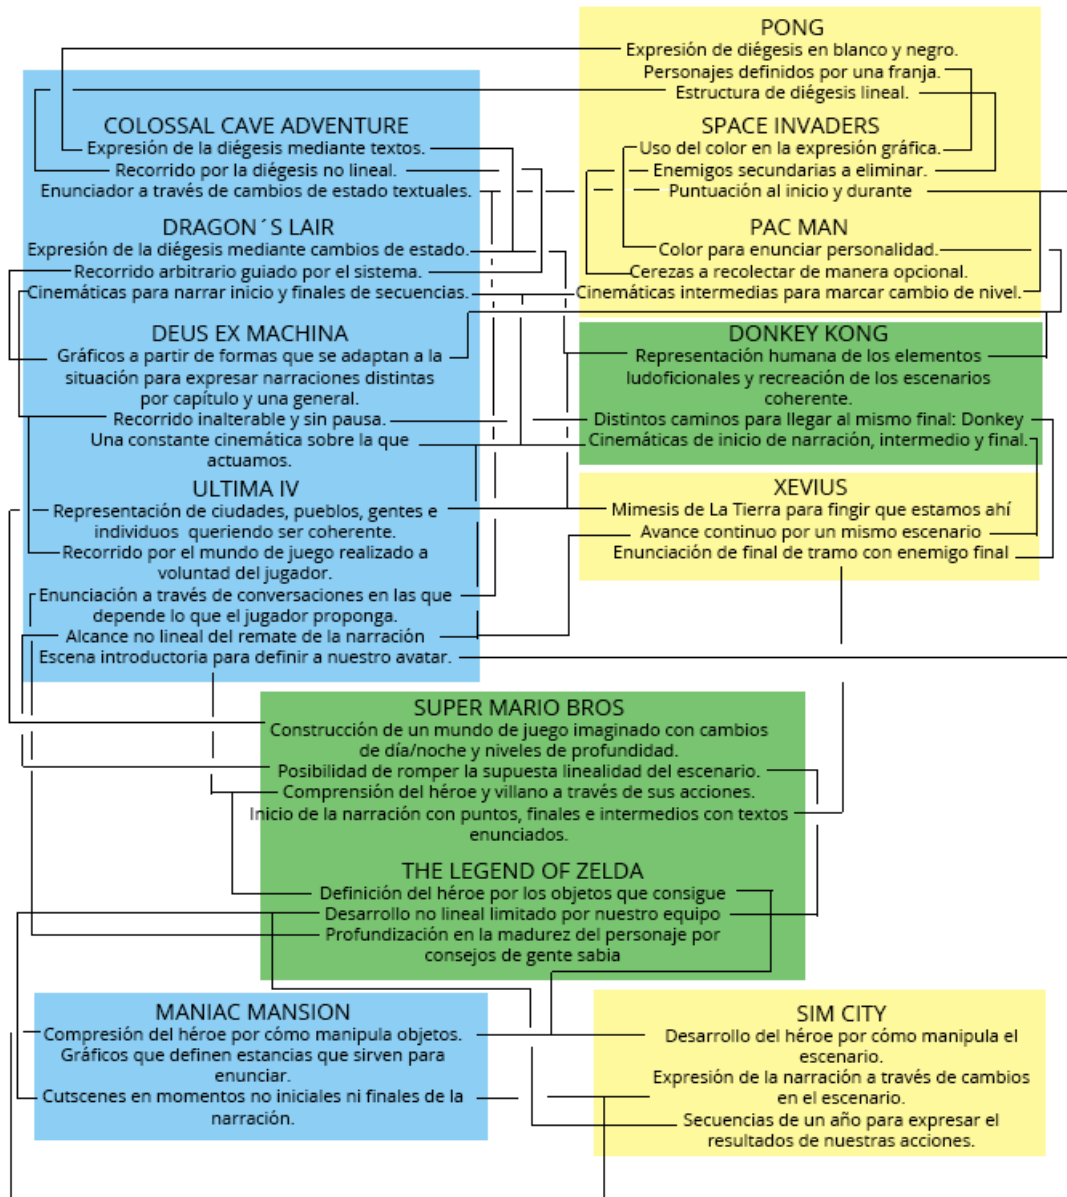 PONG
Expresión de diégesis en blanco y negro.
Personajes definidos por una franja.
Estructura de diégesis lineal.
SPACE INVADERS
Uso del color en la expresión gráfica.
Enemigos secundarias a eliminar.
Puntuación al inicio y durante
PAC MAN
Color para enunciar personalidad.
Cerezas a recolectar de manera opcional.
Cinemáticas intermedias para marcar cambio de nivel.
COLOSSAL CAVE ADVENTURE
Expresión de la diégesis mediante textos.
Recorrido por la diégesis no lineal.
Enunciador a través de cambios de estado textuales.
DRAGON´S LAIR
Expresión de la diégesis mediante cambios de estado.
Recorrido arbitrario guiado por el sistema.
Cinemáticas para narrar inicio y finales de secuencias.
DEUS EX MACHINA
Gráficos a partir de formas que se adaptan a la
situación para expresar narraciones distintas
por capítulo y una general.
Recorrido inalterable y sin pausa.
Una constante cinemática sobre la que
actuamos.
ULTIMA IV
Representación de ciudades, pueblos, gentes e
individuos queriendo ser coherente.
Recorrido por el mundo de juego realizado a
voluntad del jugador.
Enunciación a través de conversaciones en las que
depende lo que el jugador proponga.
Alcance no lineal del remate de la narración
Escena introductoria para definir a nuestro avatar.
DONKEY KONG
Representación humana de los elementos
ludoficionales y recreación de los escenarios
coherente.
Distintos caminos para llegar al mismo final: Donkey
Cinemáticas de inicio de narración, intermedio y final.
XEVIUS
Mimesis de La Tierra para fingir que estamos ahí
Avance continuo por un mismo escenario
Enunciación de final de tramo con enemigo final
SUPER MARIO BROS
Construcción de un mundo de juego imaginado con cambios
de día/noche y niveles de profundidad.
Posibilidad de romper la supuesta linealidad del escenario.
Comprensión del héroe y villano a través de sus acciones.
Inicio de la narración con puntos, finales e intermedios con textos
enunciados.
THE LEGEND OF ZELDA
Definición del héroe por los objetos que consigue
Desarrollo no lineal limitado por nuestro equipo
Profundización en la madurez del personaje por
consejos de gente sabia
MANIAC MANSION
Compresión del héroe por cómo manipula objetos.
Gráficos que definen estancias que sirven para
enunciar.
Cutscenes en momentos no iniciales ni finales de la
narración.
SIM CITY
Desarrollo del héroe por cómo manipula el
escenario.
Expresión de la narración a través de cambios
en el escenario.
Secuencias de un año para expresar el
resultados de nuestras acciones.